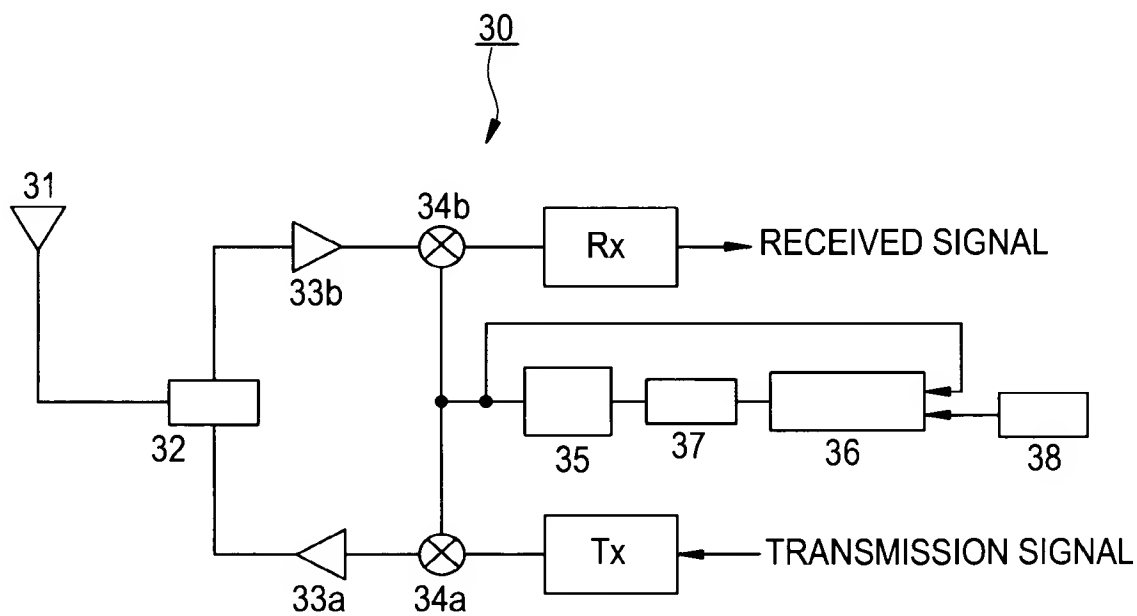 30
31
34b
Rx
RECEIVED SIGNAL
33b
32
35
37
36
38
Tx
TRANSMISSION SIGNAL
33a
34a